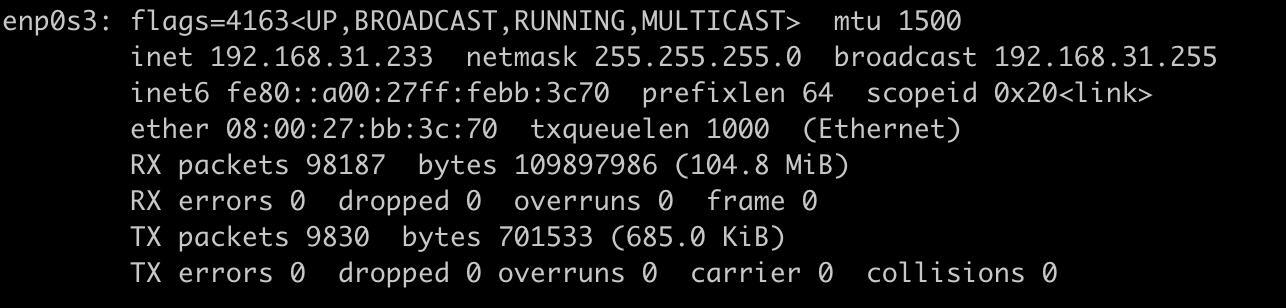 enp0s3: flags=4163<UP,BROADCAST,RUNNING,MULTICAST>  mtu 1500
        inet 192.168.31.233  netmask 255.255.255.0  broadcast 192.168.31.255
        inet6 fe80::a00:27ff:febb:3c70  prefixlen 64  scopeid 0x20<link>
        ether 08:00:27:bb:3c:70  txqueuelen 1000  (Ethernet)
        RX packets 98187  bytes 109897986 (104.8 MiB)
        RX errors 0  dropped 0  overruns 0  frame 0
        TX packets 9830  bytes 701533 (685.0 KiB)
        TX errors 0  dropped 0 overruns 0  carrier 0  collisions 0